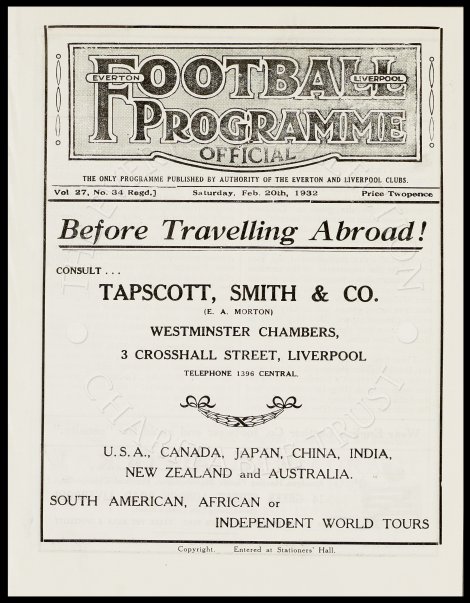 EVERTON LIVERPOOL
FOOTBALL
PROGRAMME
OFFICIAL
THE ONLY PROGRAMME PUBLISHED BY AUTHORITY OF THE EVERTON AND LIVERPOOL CLUBS.
Vol 27, No. 34 Regd.] Saturday, Feb. 20th, 1932 Price Twopence
Before Travelling Abroad!
CONSULT . . .
TAPSCOTT, SMITH & CO.
(E. A. MORTON)
WESTMINSTER CHAMBERS,
3 CROSSHALL STREET, LIVERPOOL
TELEPHONE 1396 CENTRAL.
U.S.A., CANADA, JAPAN, CHINA, INDIA,
NEW ZEALAND and AUSTRALIA.
SOUTH AMERICAN, AFRICAN or
INDEPENDENT WORLD TOURS
Copyright. Entered at Stationers' Hall.
CHARITABLE TRUST